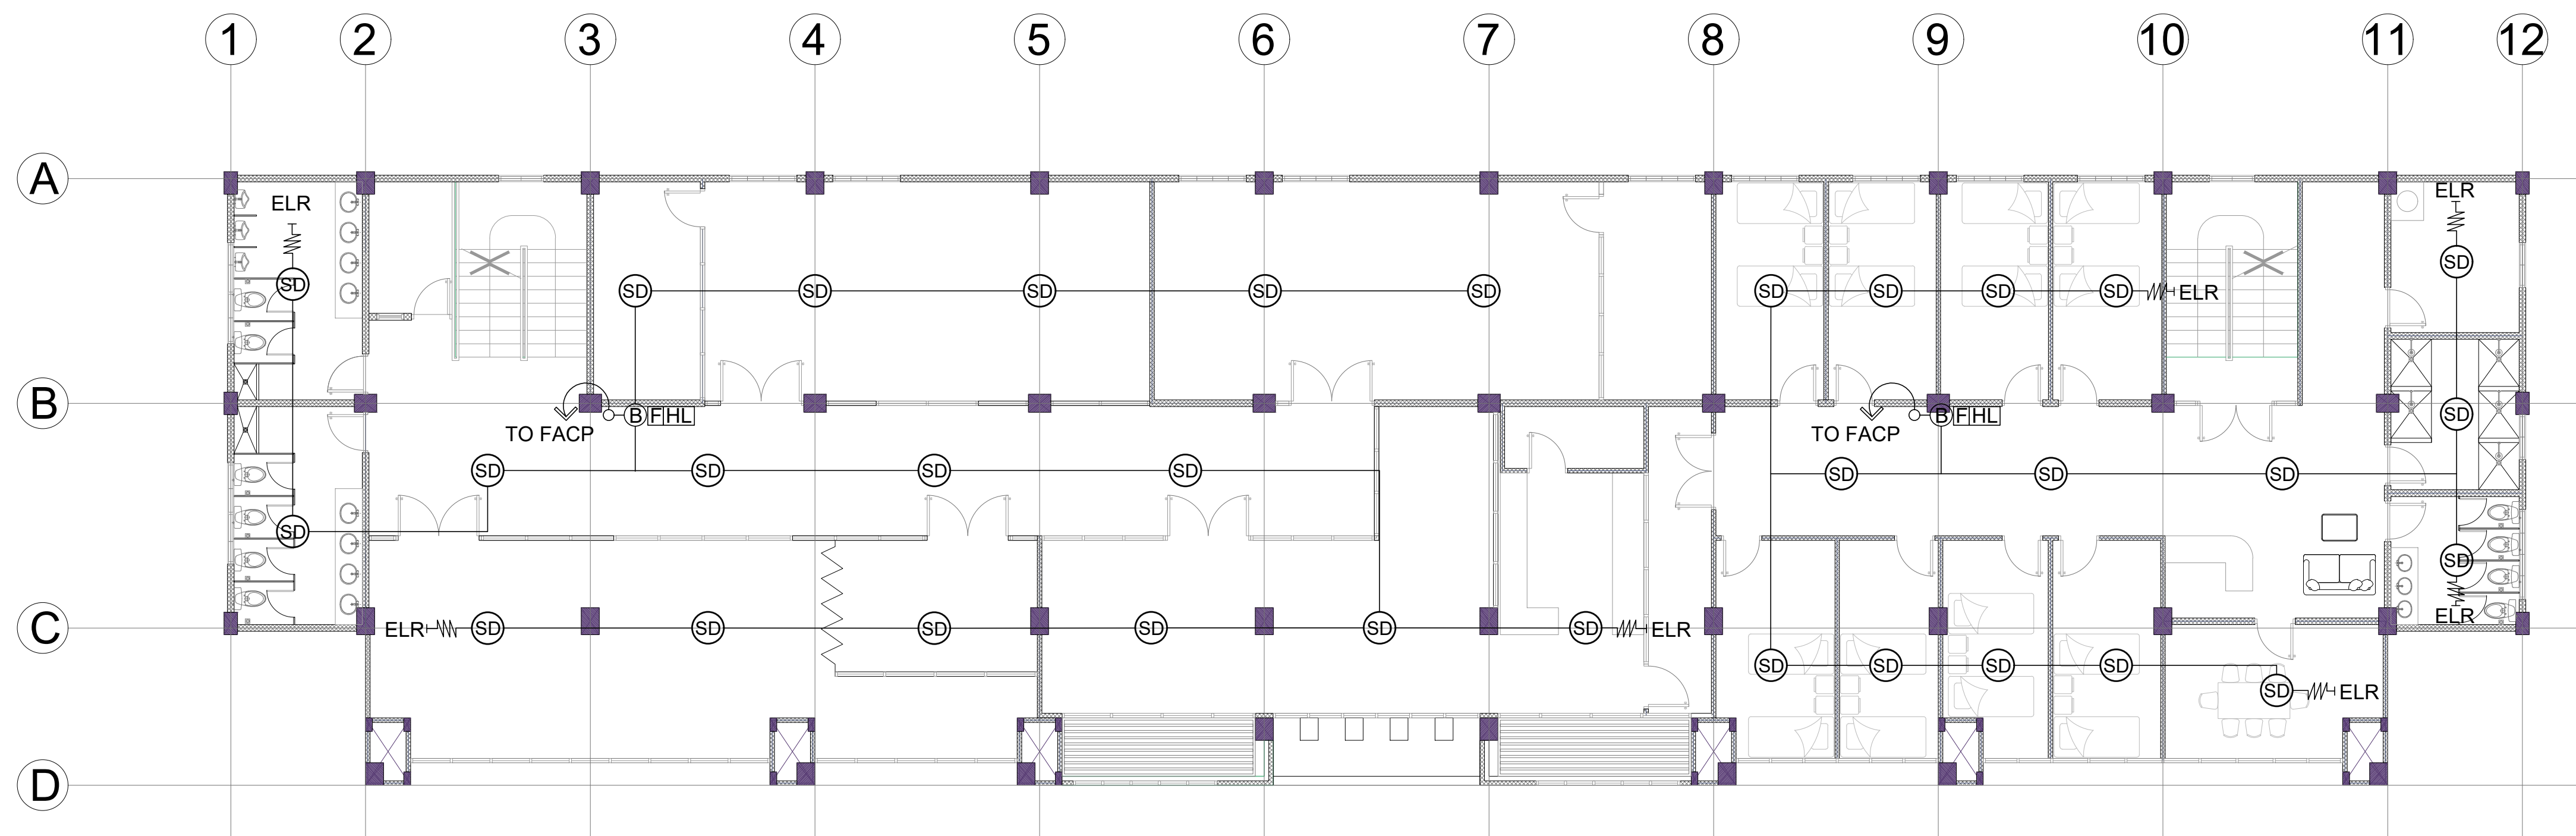 1 2 3 4 5 6 7 8 9 10 11 12
A
ELR ELR
SD
SD
SD SD SD SD SD SD SD SD SD ELR
B
B F HL B F HL
SD
TO FACP TO FACP
SD SD SD SD SD SD SD
SD
SD
ELR
C
ELR SD SD SD SD SD SD ELR
SD SD SD SD
SD ELR
D